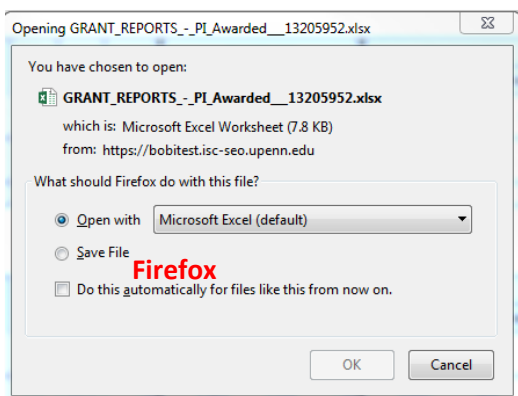 Opening GRANT_REPORTS_-_PI_Awarded__13205952.xlsx
You have chosen to open:
GRANT_REPORTS_-_PI_Awarded__13205952.xlsx
which is: Microsoft Excel Worksheet (7.8 KB)
from: https://bobitest.isc-seo.upenn.edu
What should Firefox do with this file?
Open with Microsoft Excel (default)
Save File
Firefox
Do this automatically for files like this from now on.
OK Cancel